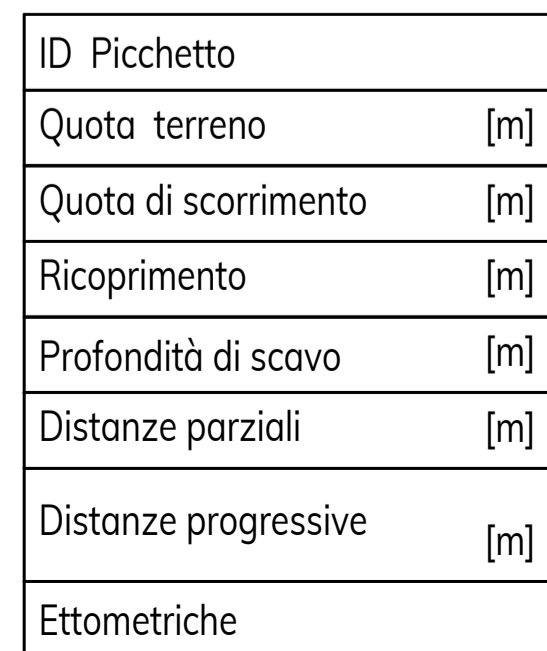 ID Picchetto
Quota terreno [m]
Quota di scorrimento [m]
Ricoprimento [m]
Profondità di scavo [m]
Distanze parziali [m]
Distanze progressive [m]
Ettometriche